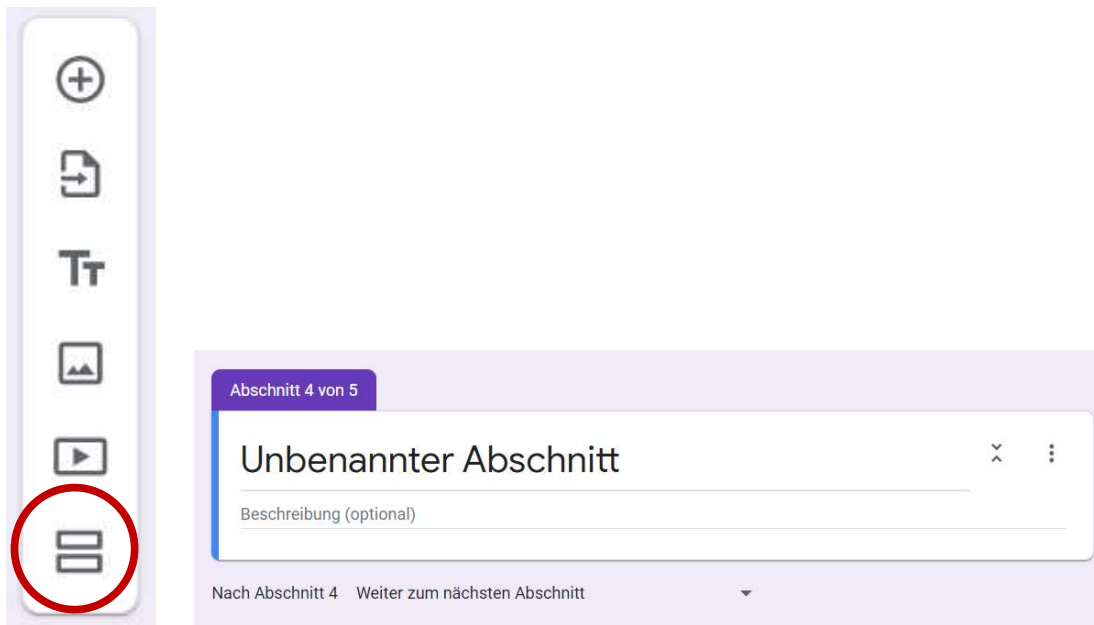 Tт
Abschnitt 4 von 5
Unbenannter Abschnitt
Beschreibung (optional)
Nach Abschnitt 4 Weiter zum nächsten Abschnitt